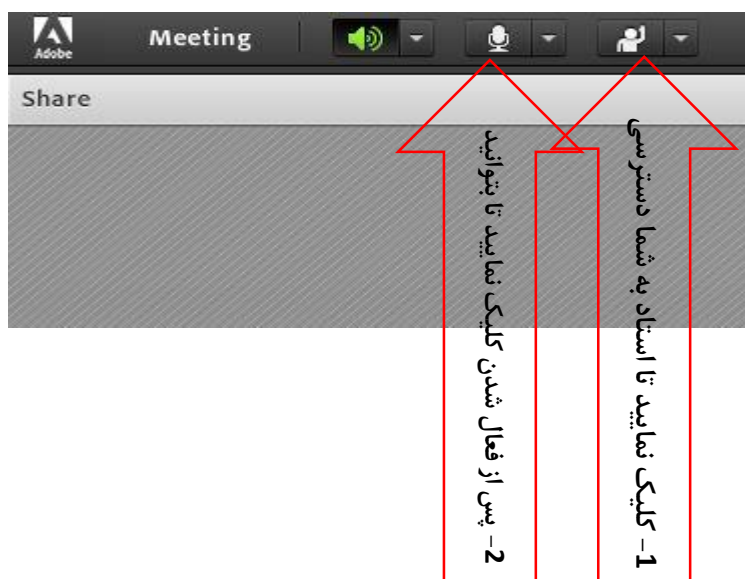 Adobe
Meeting
Share
1- کلیک نمایید تا استاد به شما دسترسی
2- پس از فعال شدن کلیک نمایید تا بتوانید